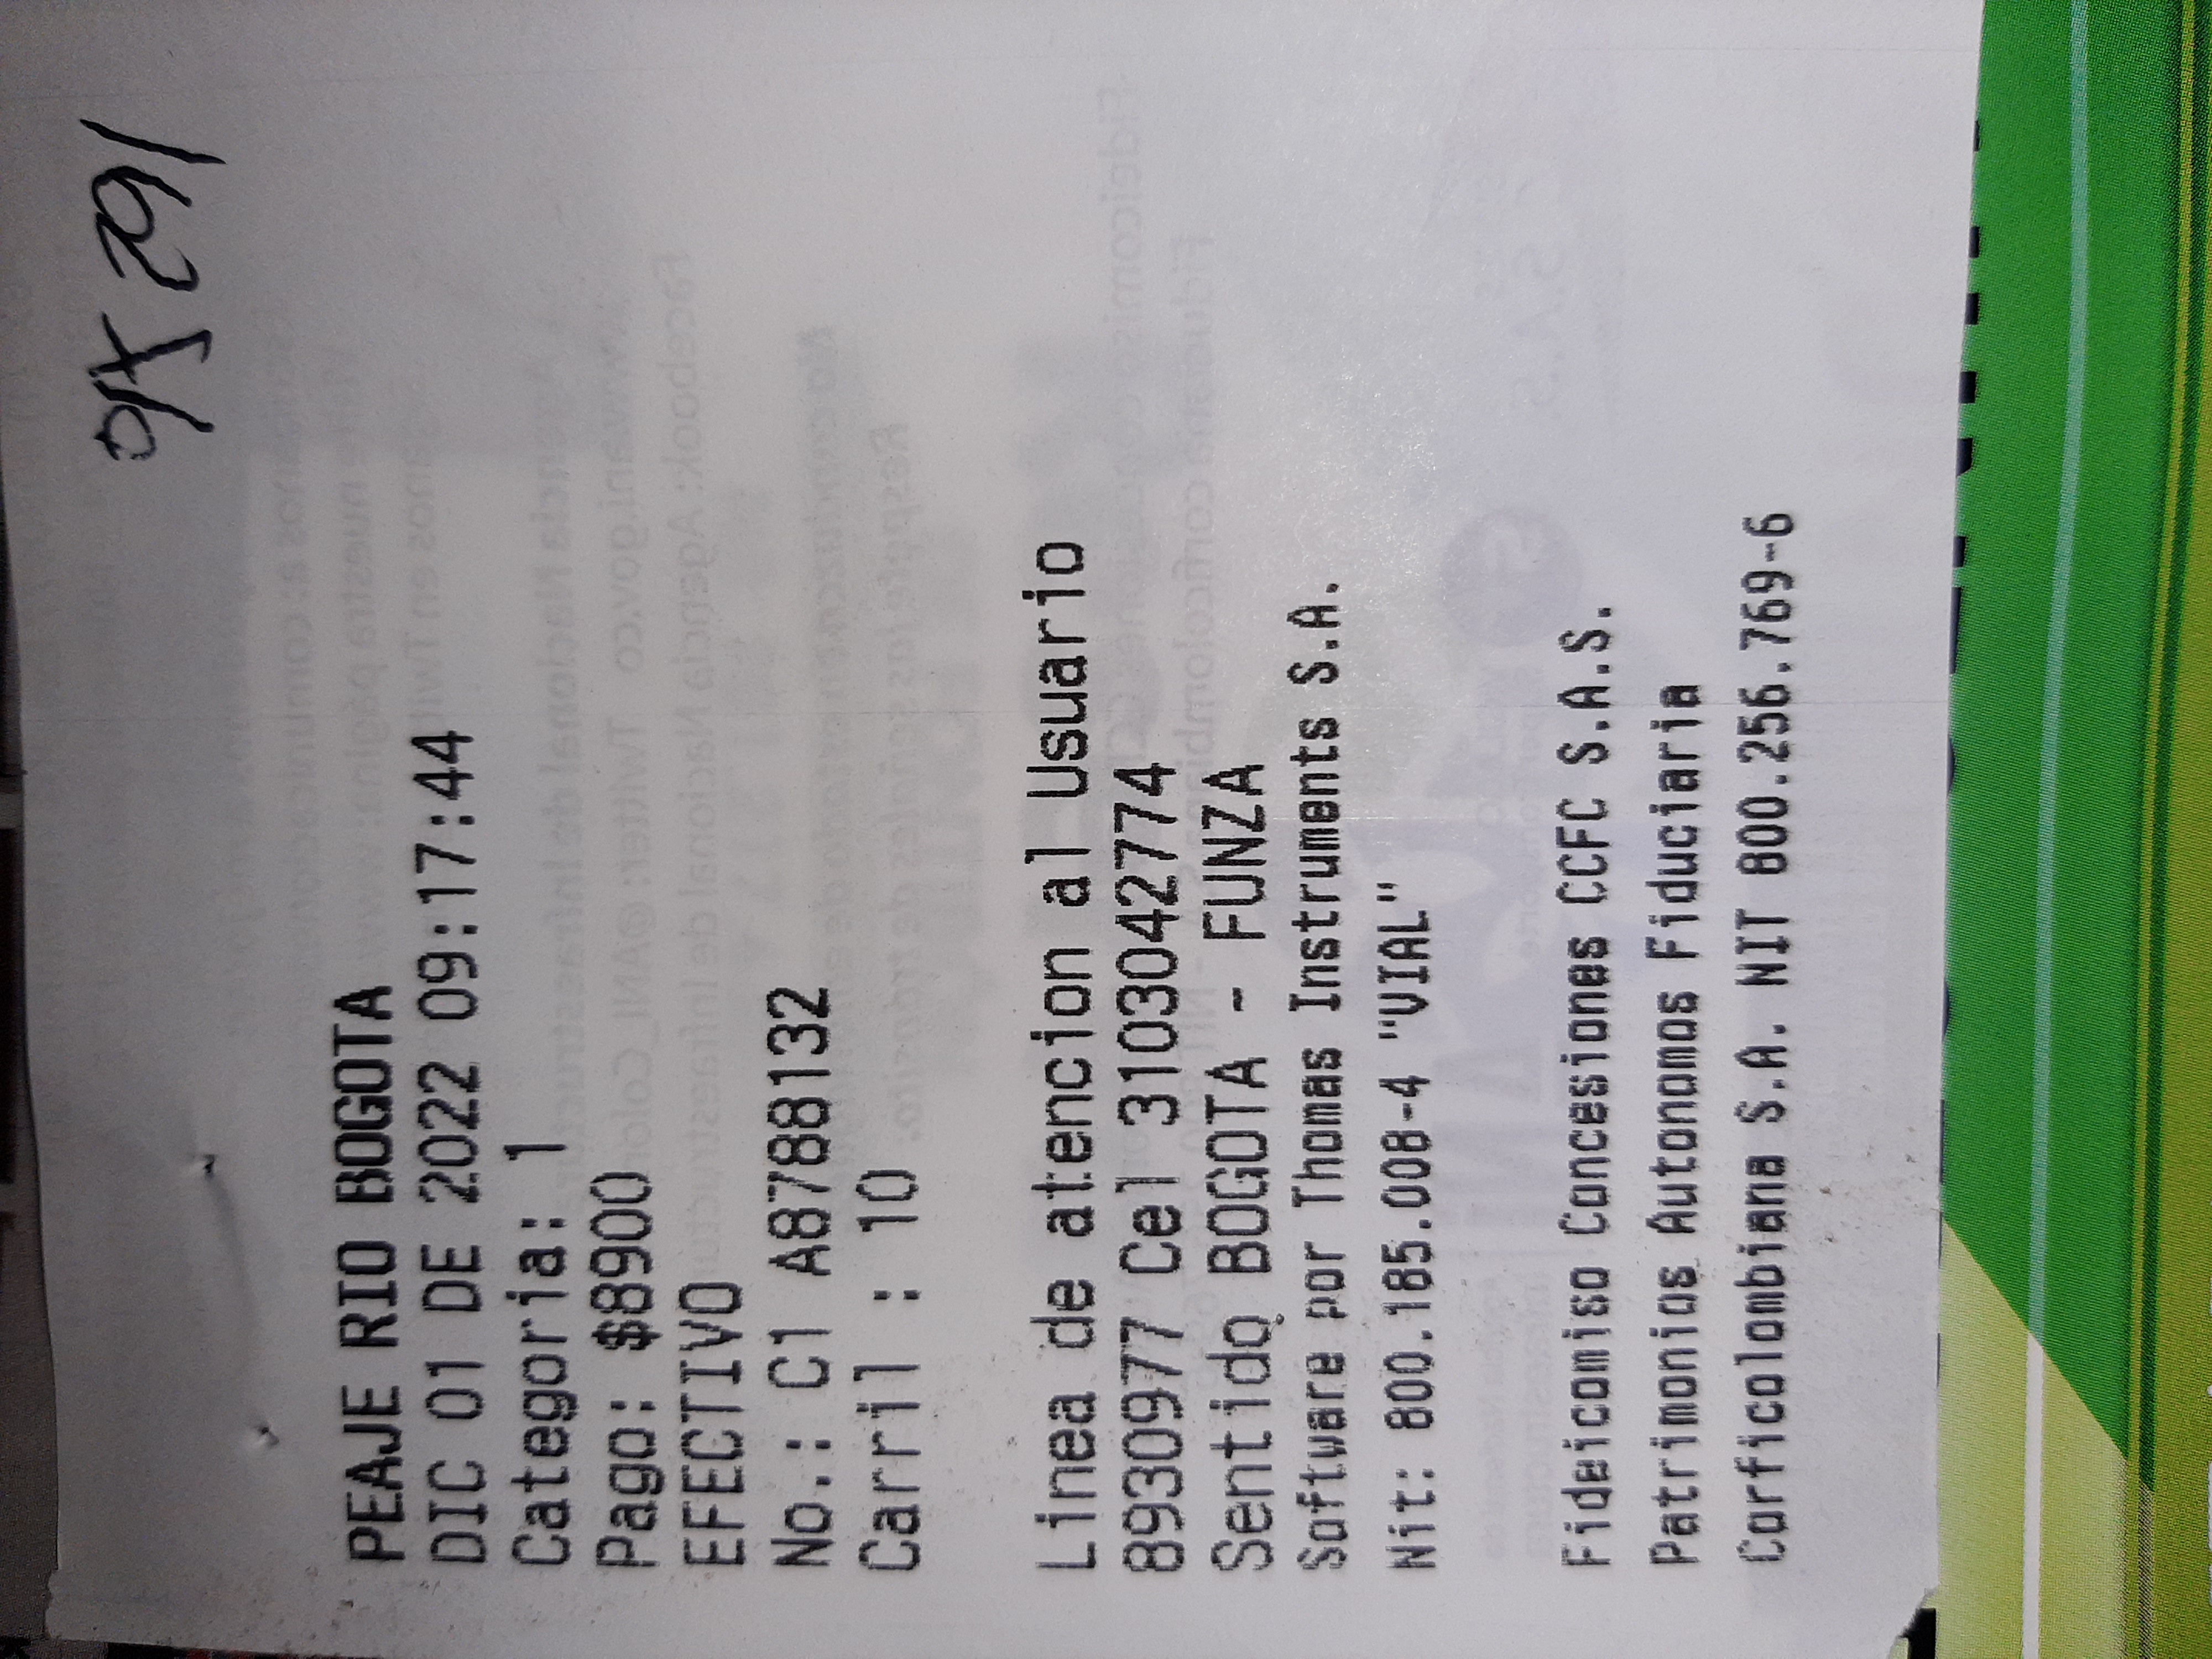 PEAJE RIO BOGOTA
DIC 01 DE 2022 09:17:44
Categoria: 1
Pago: $8900
EFECTIVO
No.: C1 A8788132
Carril : 10
Linea de atencion al Usuario
8930977 Cel 3103042774
Sentido BOGOTA - FUNZA
Software por Thomas Instruments S.A.
Nit: 800.185.008-4 "VIAL"
Fideicomiso Concesiones CCFC S.A.S.
Patrimonios Autonomos Fiduciaria
Corficolombiana S.A. NIT 800.256.769-6